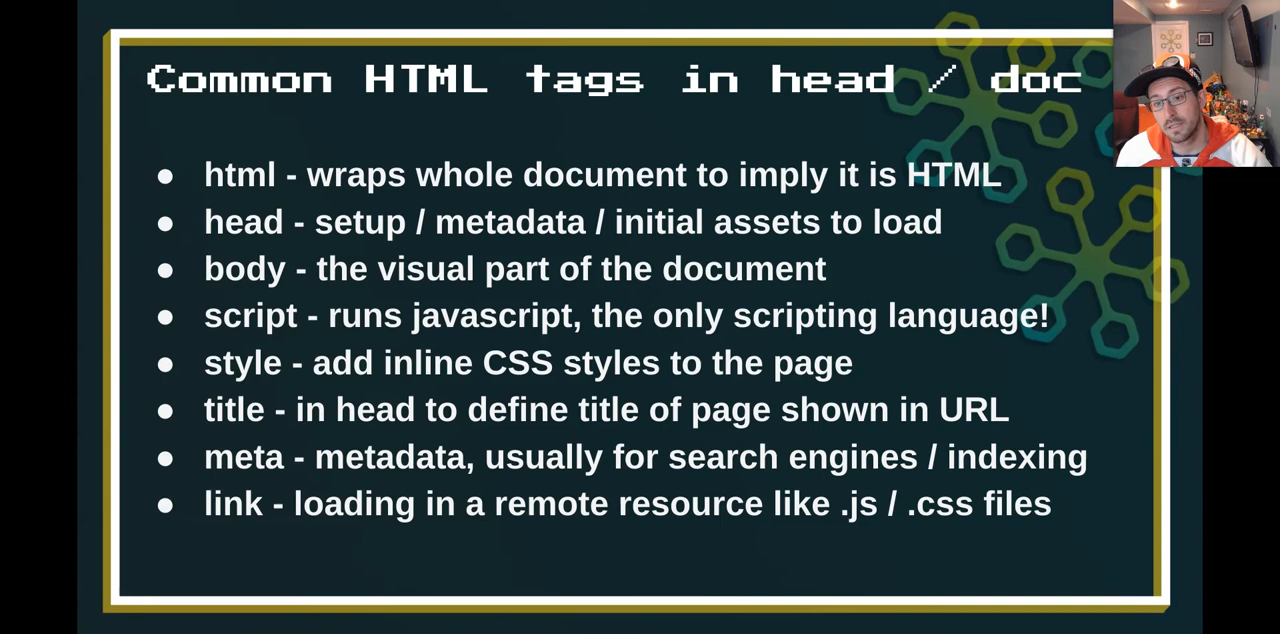 Common HTML tags in head / doc
● html - wraps whole document to imply it is HTML
● head - setup / metadata / initial assets to load
● body - the visual part of the document
● script - runs javascript, the only scripting language!
● style - add inline CSS styles to the page
● title - in head to define title of page shown in URL
● meta - metadata, usually for search engines / indexing
● link - loading in a remote resource like .js / .css files